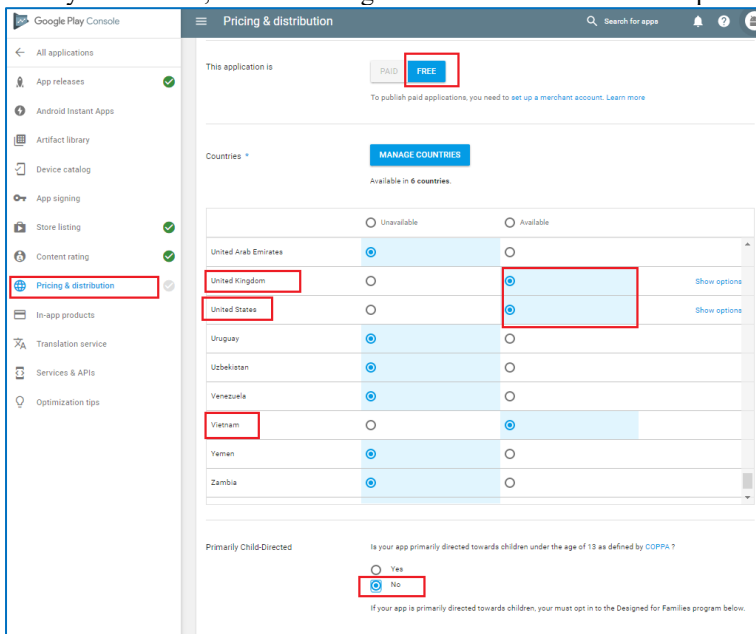 Google Play Console
Pricing & distribution
Search for apps
All applications
App releases
Android Instant Apps
Artifact library
Device catalog
App signing
Store listing
Content rating
Pricing & distribution
In-app products
Translation service
Services & APIs
Optimization tips
This application is
PAID
FREE
To publish paid applications, you need to set up a merchant account. Learn more
Countries *
MANAGE COUNTRIES
Available in 6 countries.
Unavailable
Available
United Arab Emirates
United Kingdom
Show options
United States
Show options
Uruguay
Uzbekistan
Venezuela
Vietnam
Yemen
Zambia
Primarily Child-Directed
Is your app primarily directed towards children under the age of 13 as defined by COPPA ?
Yes
No
If your app is primarily directed towards children, your must opt in to the Designed for Families program below.